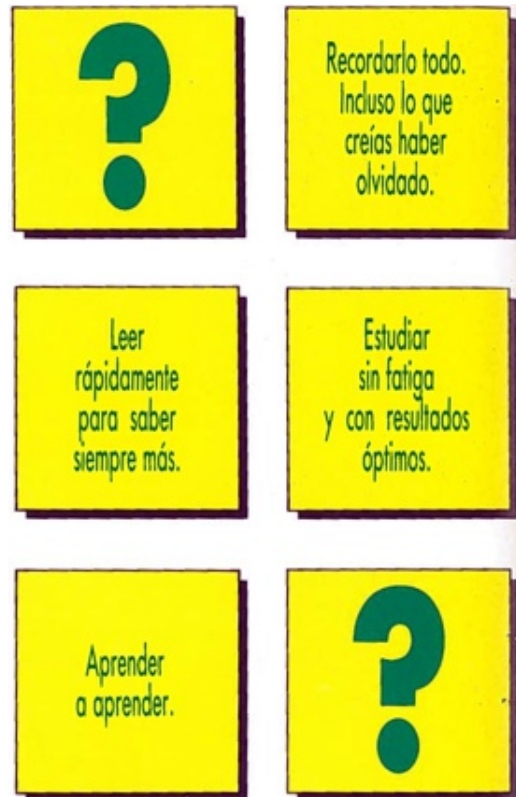 ?
Recordarlo todo.
Incluso lo que
creías haber
olvidado.
Leer
rápidamente
para saber
siempre más.
Estudiar
sin fatiga
y con resultados
óptimos.
Aprender
a aprender.
?